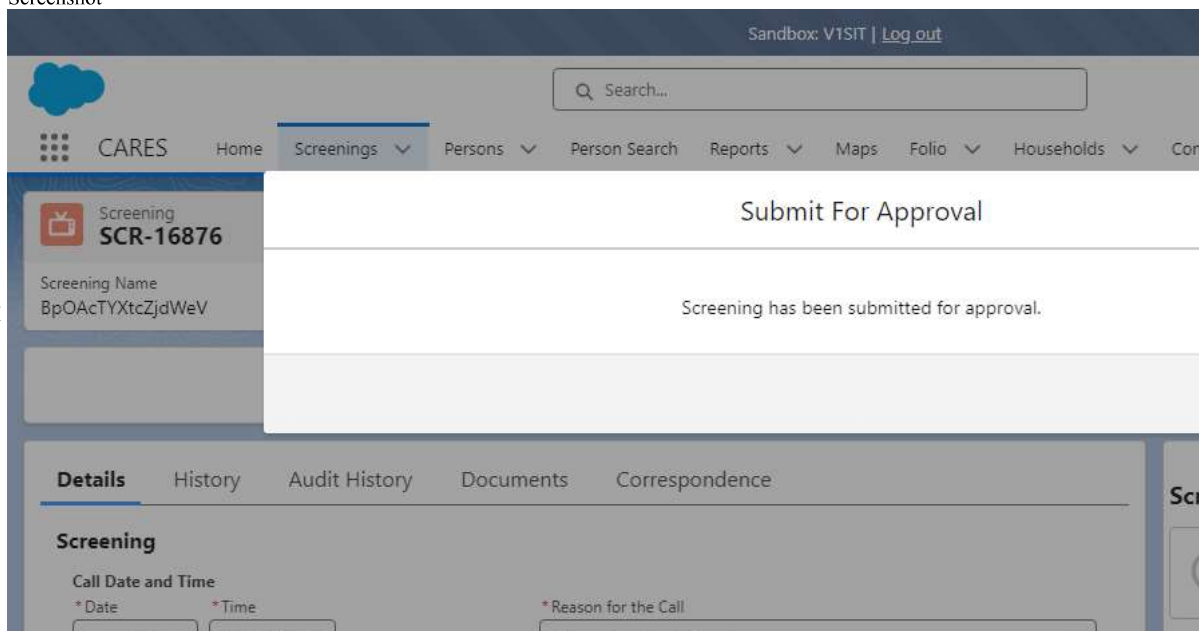 Screenshot
Sandbox: V1SIT | Log out
Search...
CARES Home Screenings Persons Person Search Reports Maps Folio Households
Screening
SCR-16876
Submit For Approval
Screening Name
BpOAcTYXtcZjdWeV
Screening has been submitted for approval.
Details History Audit History Documents Correspondence
Screening
Call Date and Time
*Date *Time *Reason for the Call